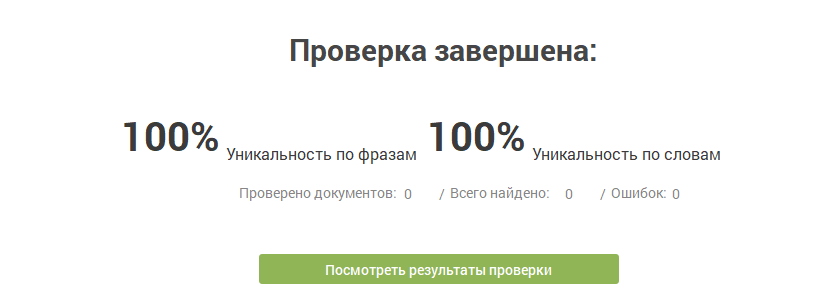 Проверка завершена:
100% Уникальность по фразам 100% Уникальность по словам
Проверено документов: 0 / Всего найдено: 0 / Ошибок: 0
Посмотреть результаты проверки